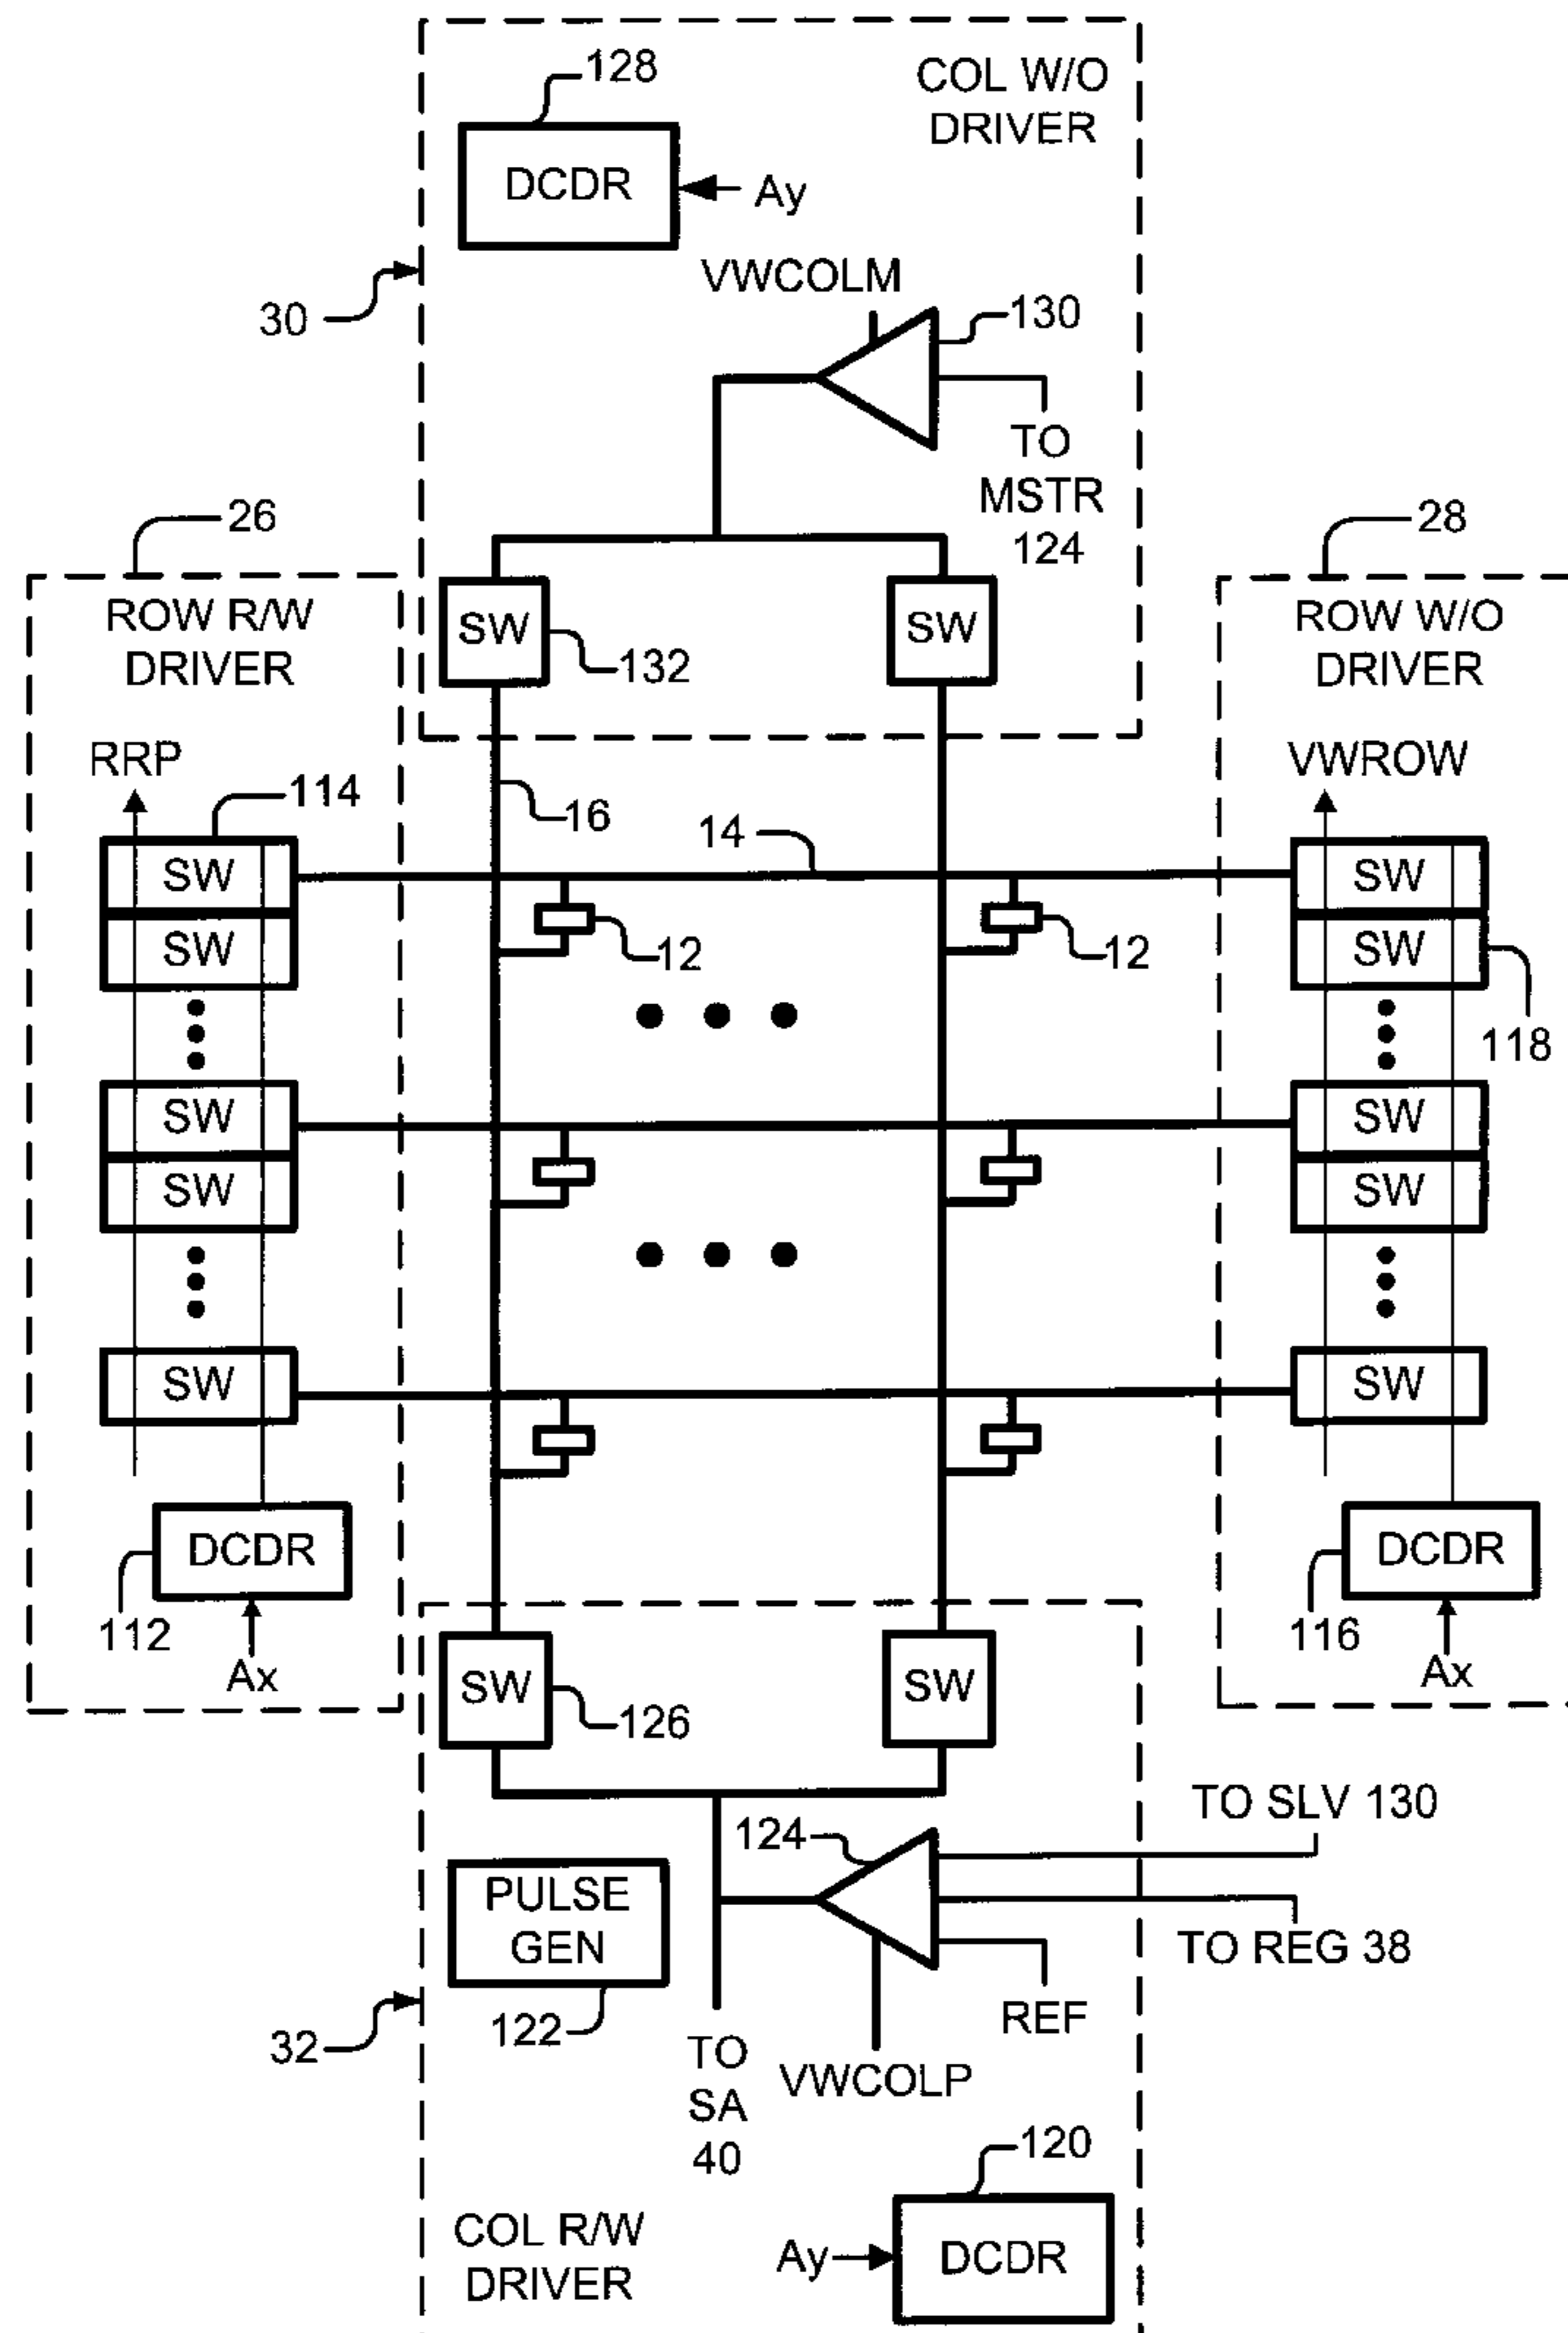 128
COL W/O
DRIVER
DCDR
Ay
30
VWCOLM
130
TO
MSTR
124
26
28
ROW R/W
DRIVER
SW
132
SW
ROW W/O
DRIVER
RRP
114
16
14
VWROW
SW
SW
12
12
SW
SW
118
SW
SW
SW
SW
SW
SW
DCDR
112
Ax
DCDR
116
Ax
SW
126
SW
TO SLV 130
124
PULSE
GEN
122
TO REG 38
REF
32
TO
SA
40
VWCOLP
120
COL R/W
DRIVER
Ay
DCDR